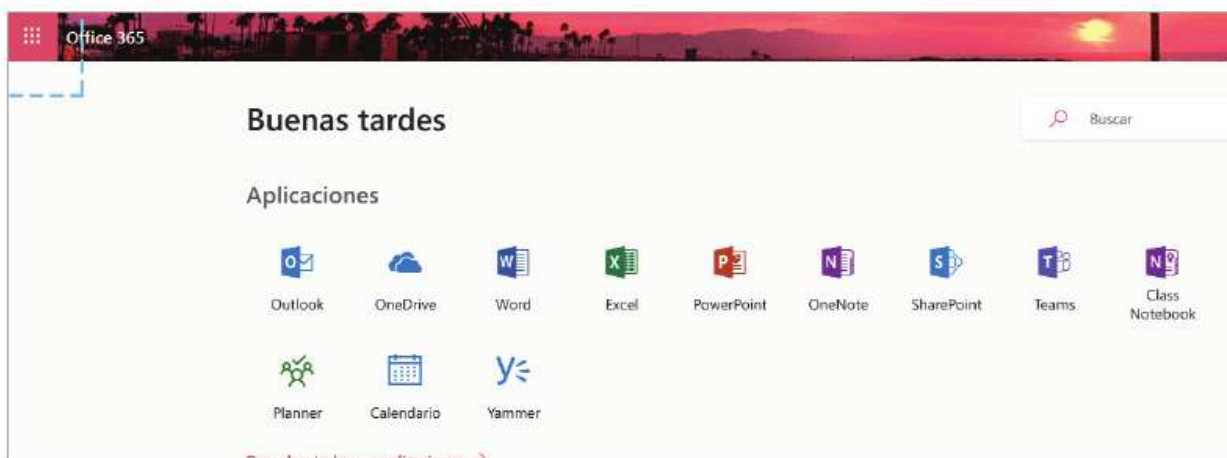 Office 365
Buenas tardes
Buscar
Aplicaciones
Outlook OneDrive Word Excel PowerPoint OneNote SharePoint Teams Class Notebook
Planner Calendario Yammer